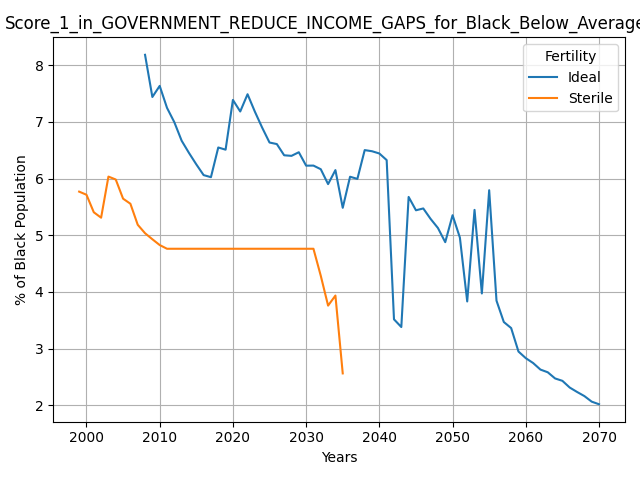 Score_1_in_GOVERNMENT_REDUCE_INCOME_GAPS_for_Black_Below_Average
Fertility
Ideal
Sterile
8
7
6
5
4
3
2
% of Black Population
2000 2010 2020 2030 2040 2050 2060 2070
Years